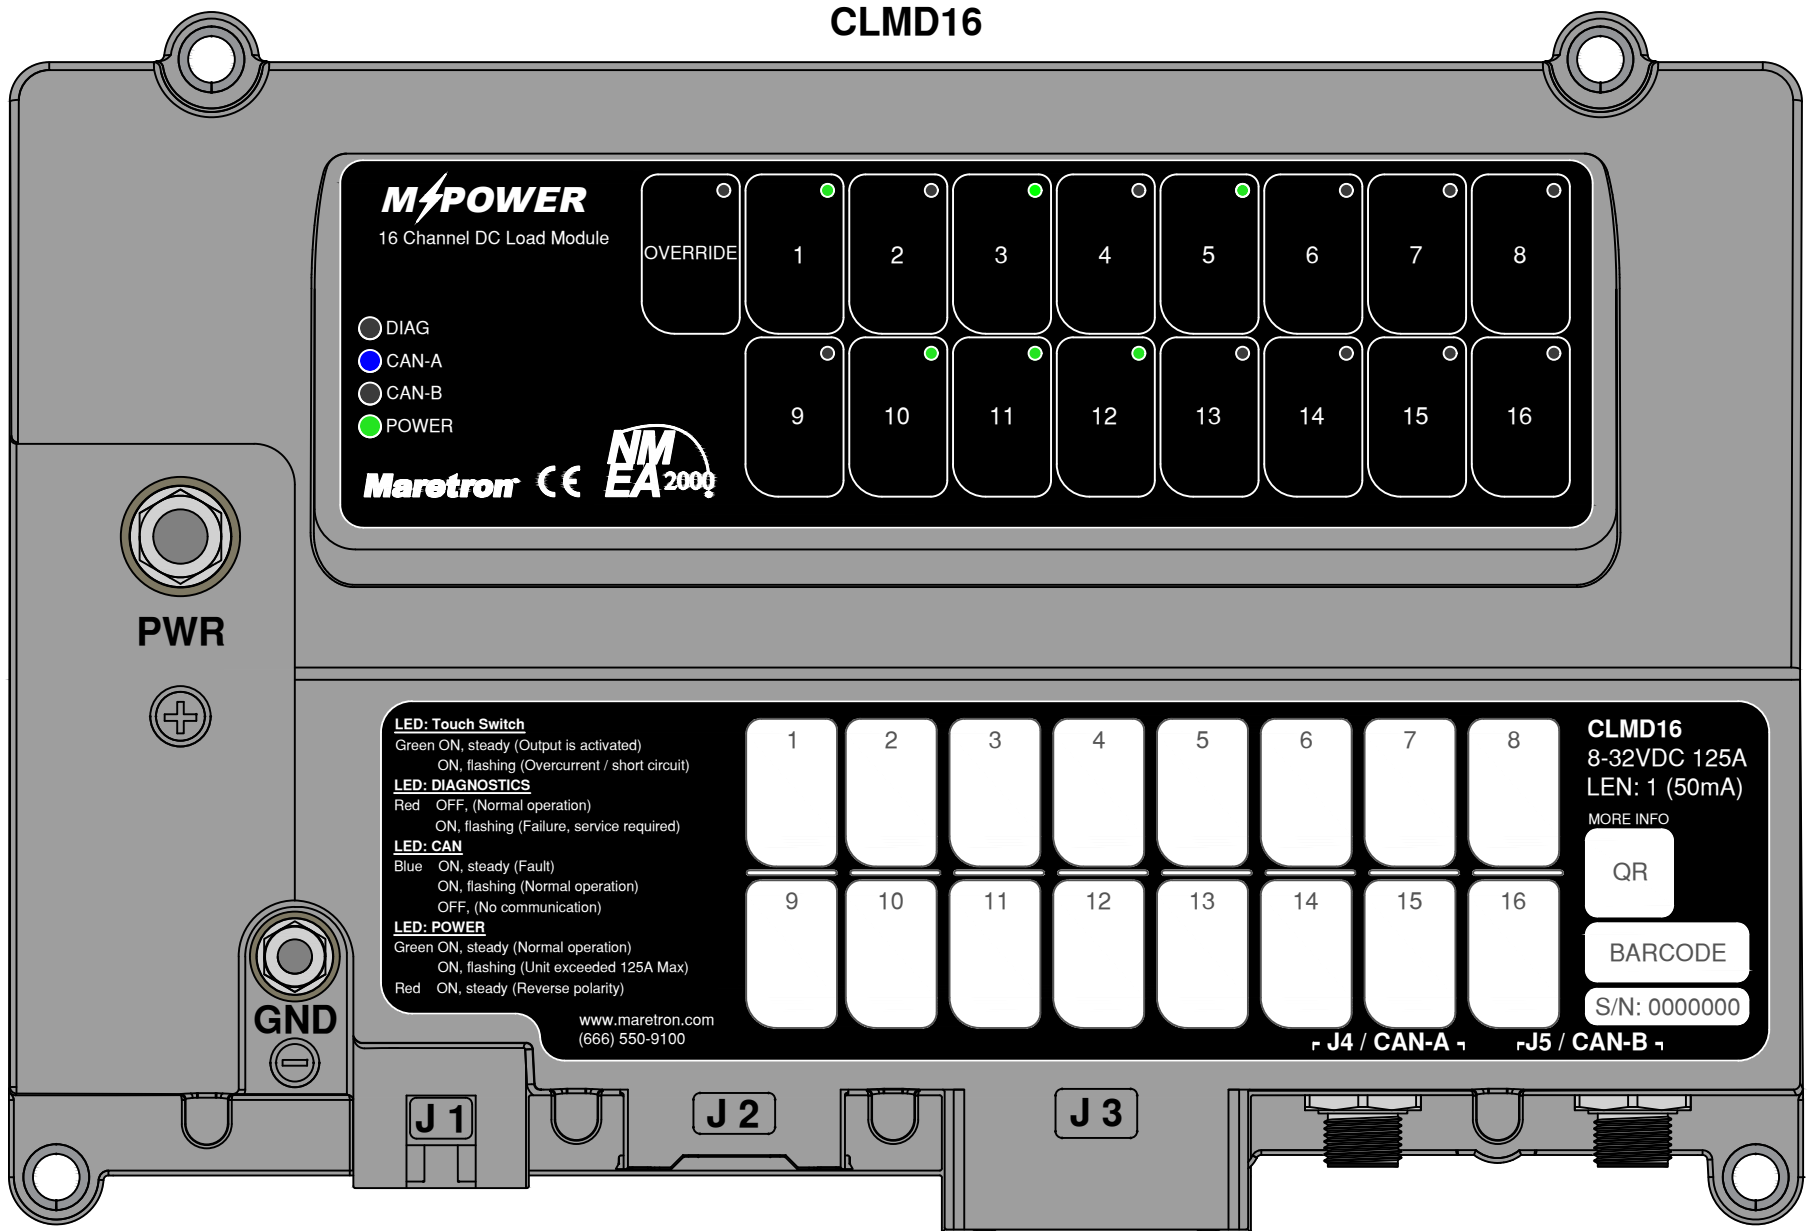 CLMD16
MPOWER
16 Channel DC Load Module
OVERRIDE 1 2 3 4 5 6 7 8
9 10 11 12 13 14 15 16
DIAG
CAN-A
CAN-B
POWER
Maretron CE NMEA 2000
PWR
LED: Touch Switch
Green ON, steady (Output is activated)
ON, flashing (Overcurrent / short circuit)
LED: DIAGNOSTICS
Red OFF, (Normal operation)
ON, flashing (Failure, service required)
LED: CAN
Blue ON, steady (Fault)
ON, flashing (Normal operation)
OFF, (No communication)
LED: POWER
Green ON, steady (Normal operation)
ON, flashing (Unit exceeded 125A Max)
Red ON, steady (Reverse polarity)
www.maretron.com
(666) 550-9100
1 2 3 4 5 6 7 8
9 10 11 12 13 14 15 16
CLMD16
8-32VDC 125A
LEN: 1 (50mA)
MORE INFO
QR
BARCODE
S/N: 0000000
J4 / CAN-A
J5 / CAN-B
GND
J 1
J 2
J 3